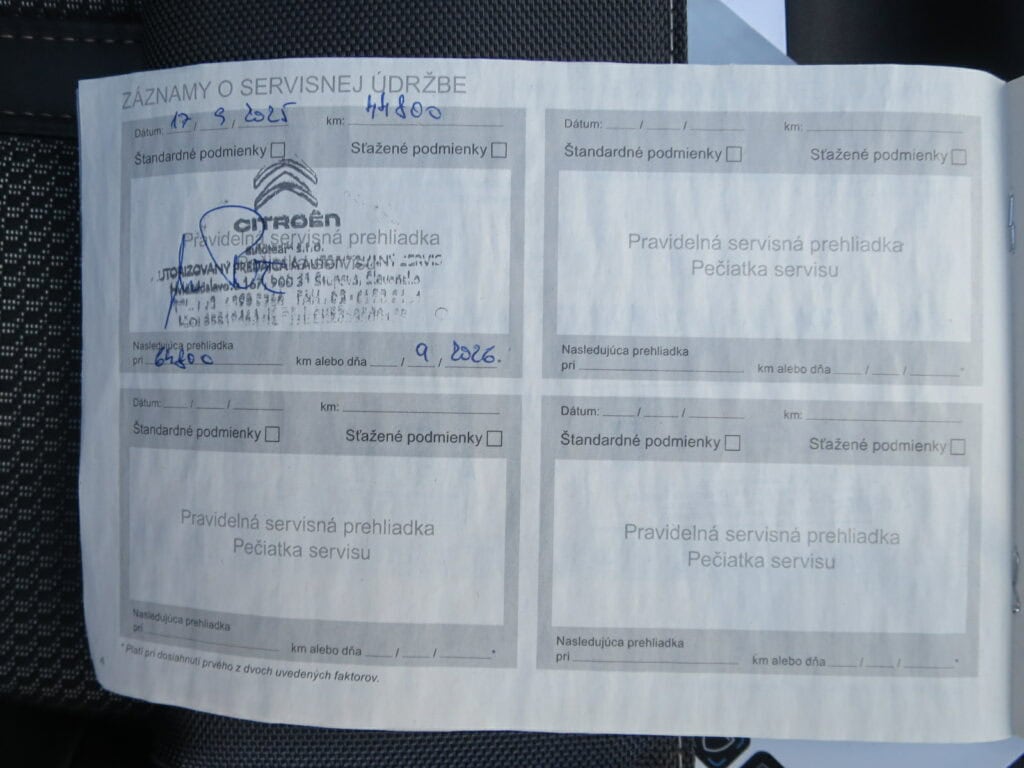 ZÁZNAMY O SERVISNEJ ÚDRŽBE
Dátum: 17 / 9 / 2025 km: 44800
Štandardné podmienky Sťažené podmienky
CITROËN
Pravidelná servisná prehliadka
s.r.o.
Nasledujúca prehliadka
pri 64800 km alebo dňa / 9 / 2026.
Dátum: / / km:
Štandardné podmienky Sťažené podmienky
Pravidelná servisná prehliadka
Pečiatka servisu
Nasledujúca prehliadka
pri km alebo dňa / / *
Dátum: / / km:
Štandardné podmienky Sťažené podmienky
Pravidelná servisná prehliadka
Pečiatka servisu
Nasledujúca prehliadka
pri km alebo dňa / / *
* Platí pri dosiahnutí prvého z dvoch uvedených faktorov.
4
Dátum: / / km:
Štandardné podmienky Sťažené podmienky
Pravidelná servisná prehliadka
Pečiatka servisu
Nasledujúca prehliadka
pri km alebo dňa / / *